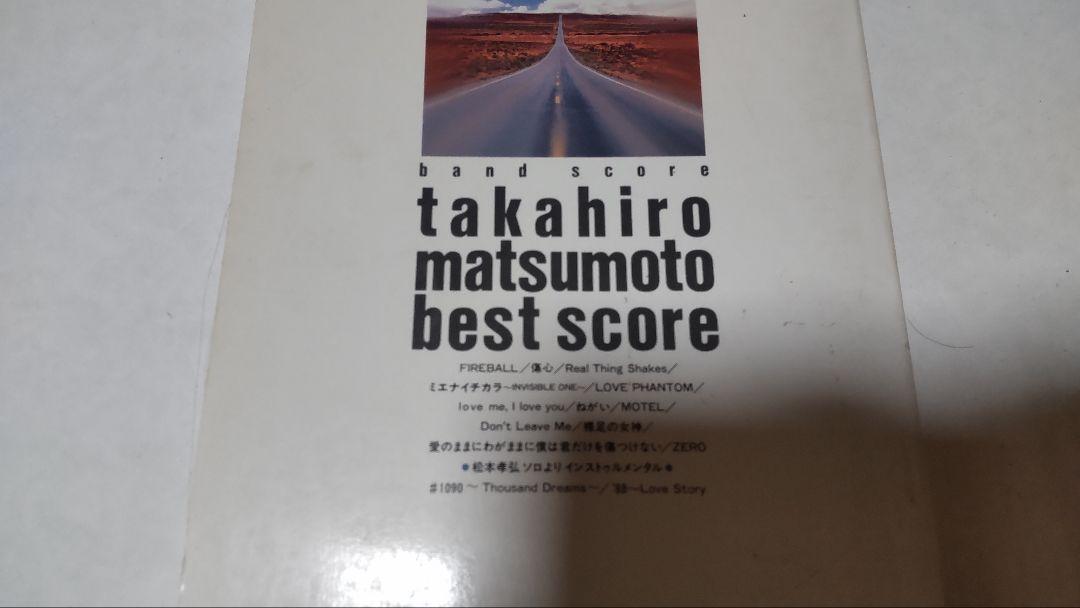 band score
takahiro
matsumoto
best score
FIREBALL／傷心／Real Thing Shakes／
ミエナイチカラ〜INVISIBLE ONE〜／LOVE PHANTOM／
love me, I love you／ねがい／MOTEL／
Don't Leave Me／裸足の女神／
愛のままにわがままに僕は君だけを傷つけない／ZERO
●松本孝弘ソロよりインストゥルメンタル●
#1090〜Thousand Dreams〜／'88〜Love Story